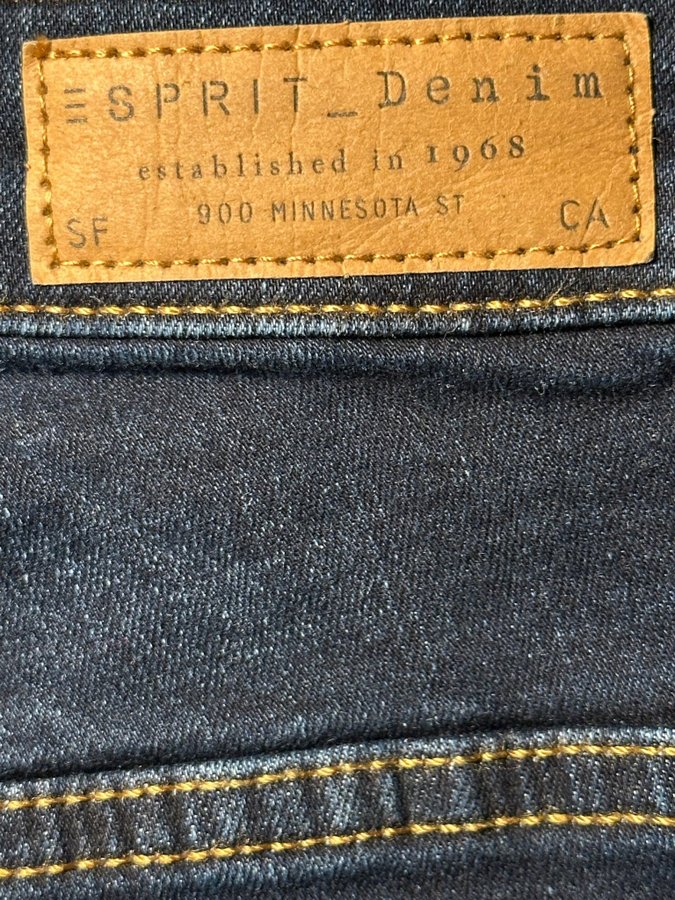 ESPRIT_Denim
established in 1968
900 MINNESOTA ST
SF CA